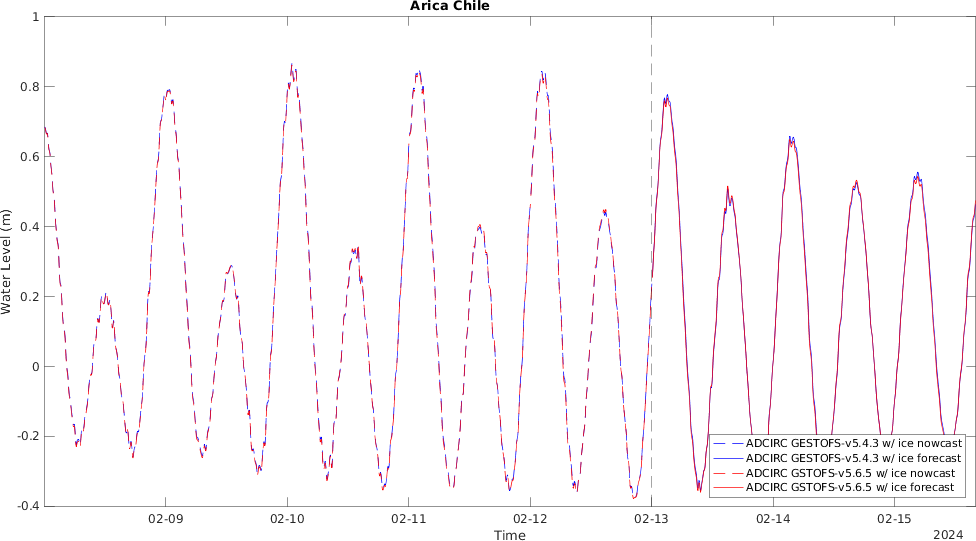 Arica Chile
1
0.8
0.6
0.4
0.2
0
-0.2
-0.4
Water Level (m)
ADCIRC GESTOFS-v5.4.3 w/ ice nowcast
ADCIRC GESTOFS-v5.4.3 w/ ice forecast
ADCIRC GSTOFS-v5.6.5 w/ ice nowcast
ADCIRC GSTOFS-v5.6.5 w/ ice forecast
02-09 02-10 02-11 02-12 02-13 02-14 02-15
Time
2024